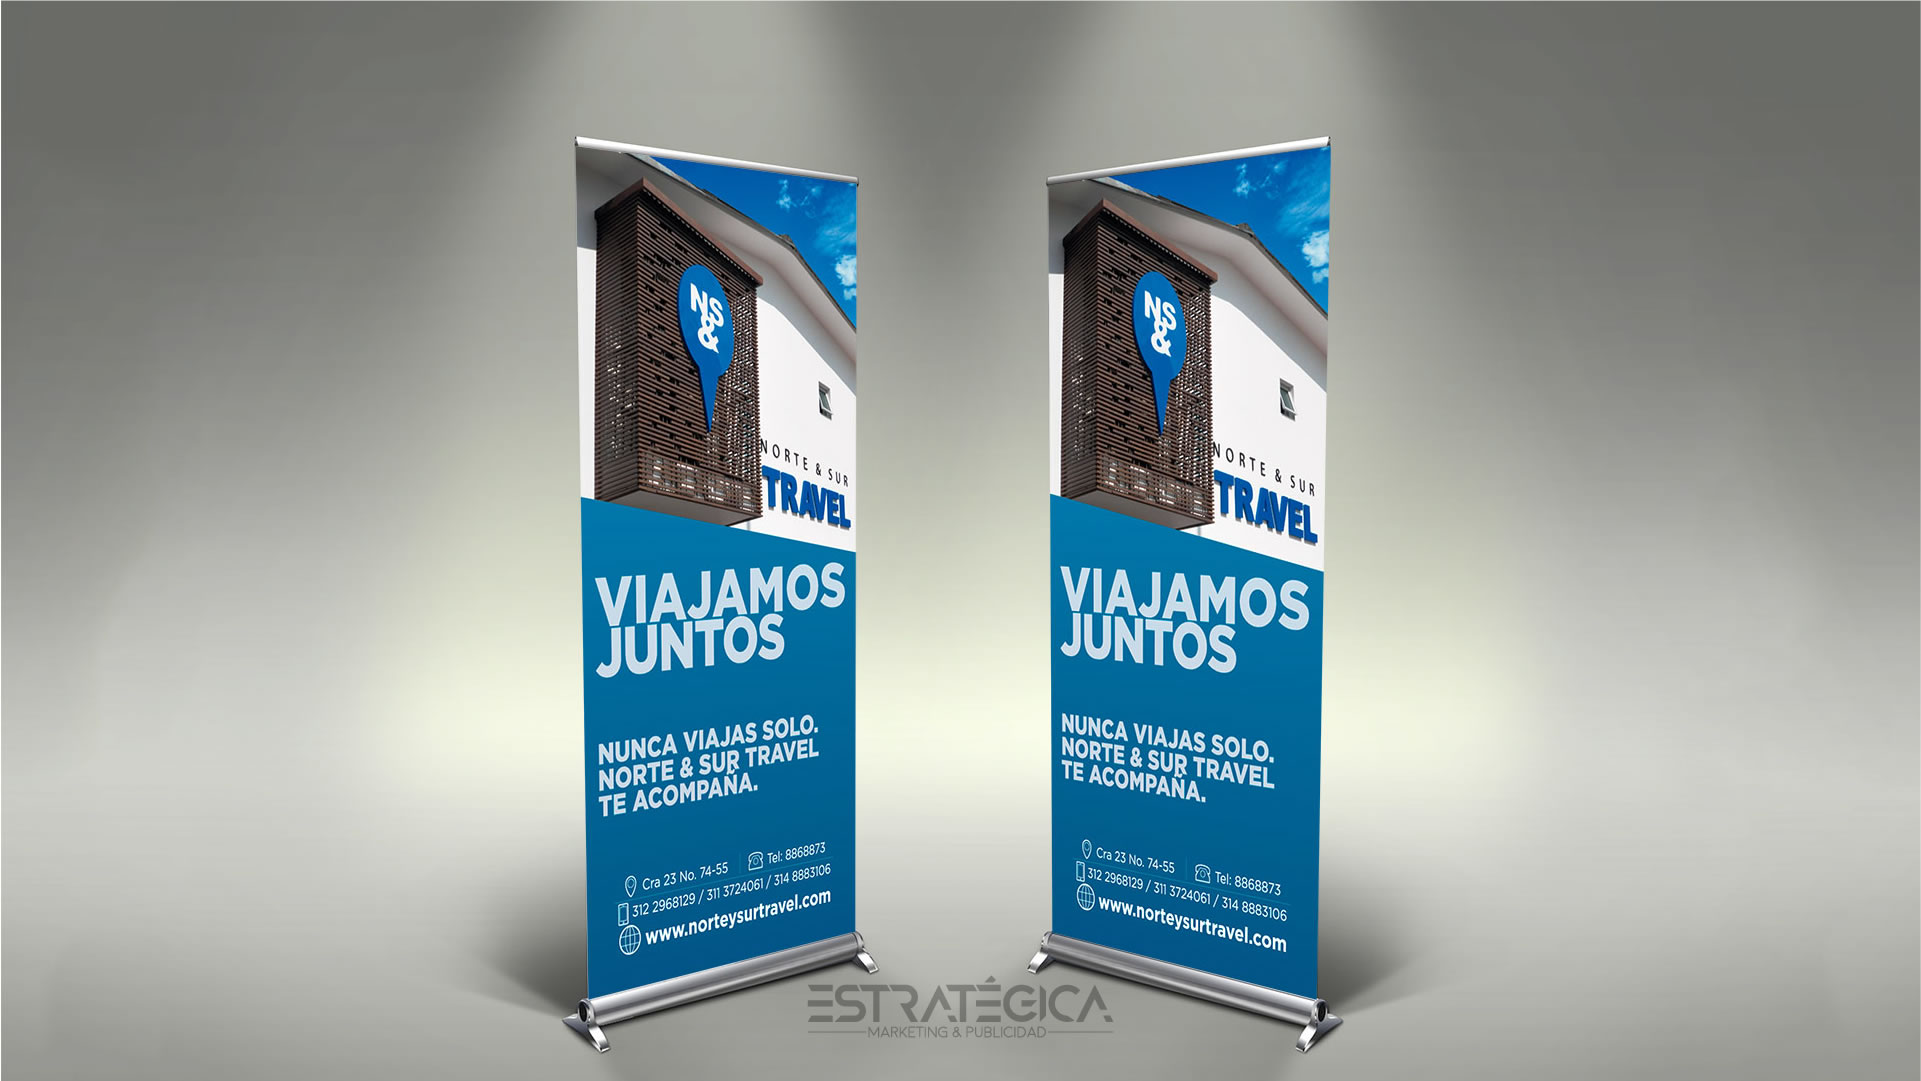 NS
&
NORTE & SUR
TRAVEL
VIAJAMOS
JUNTOS
NUNCA VIAJAS SOLO.
NORTE & SUR TRAVEL
TE ACOMPAÑA.
Cra 23 No. 74-55 Tel: 8868873
312 2968129 / 311 3724061 / 314 8883106
www.norteysurtravel.com
NS
&
NORTE & SUR
TRAVEL
VIAJAMOS
JUNTOS
NUNCA VIAJAS SOLO.
NORTE & SUR TRAVEL
TE ACOMPAÑA.
Cra 23 No. 74-55 Tel: 8868873
312 2968129 / 311 3724061 / 314 8883106
www.norteysurtravel.com
ESTRATÉGICA
MARKETING & PUBLICIDAD